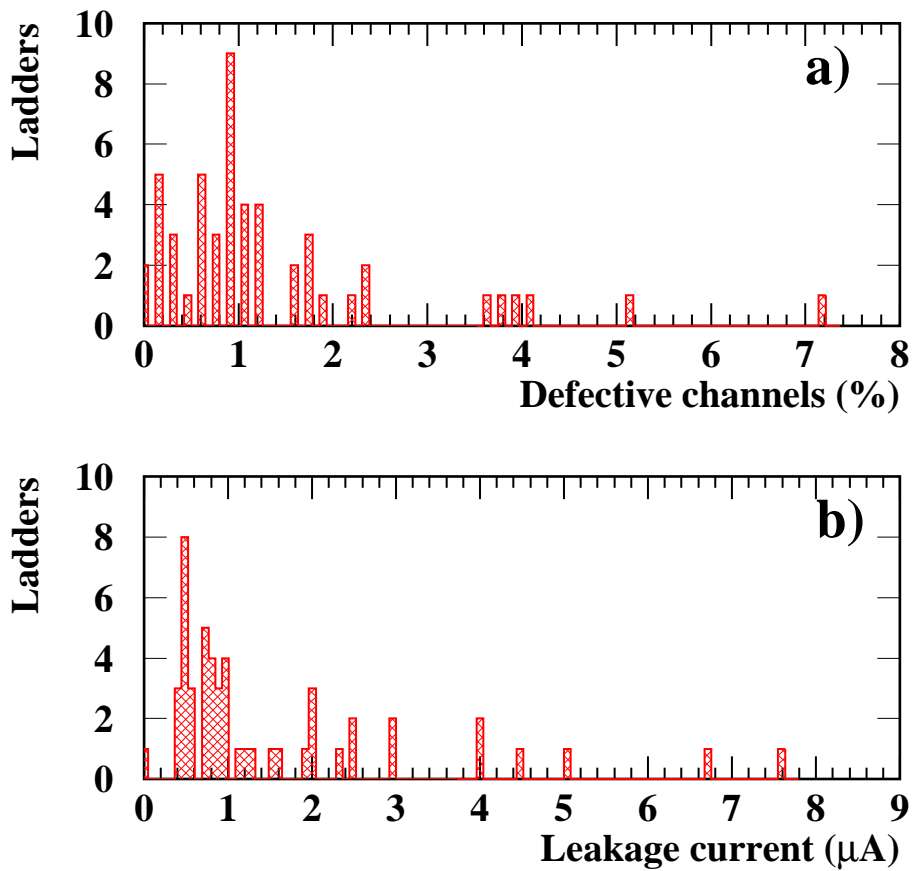 10
8
6
4
2
0
Ladders
a)
0 1 2 3 4 5 6 7 8
Defective channels (%)
10
8
6
4
2
0
Ladders
b)
0 1 2 3 4 5 6 7 8 9
Leakage current (μA)